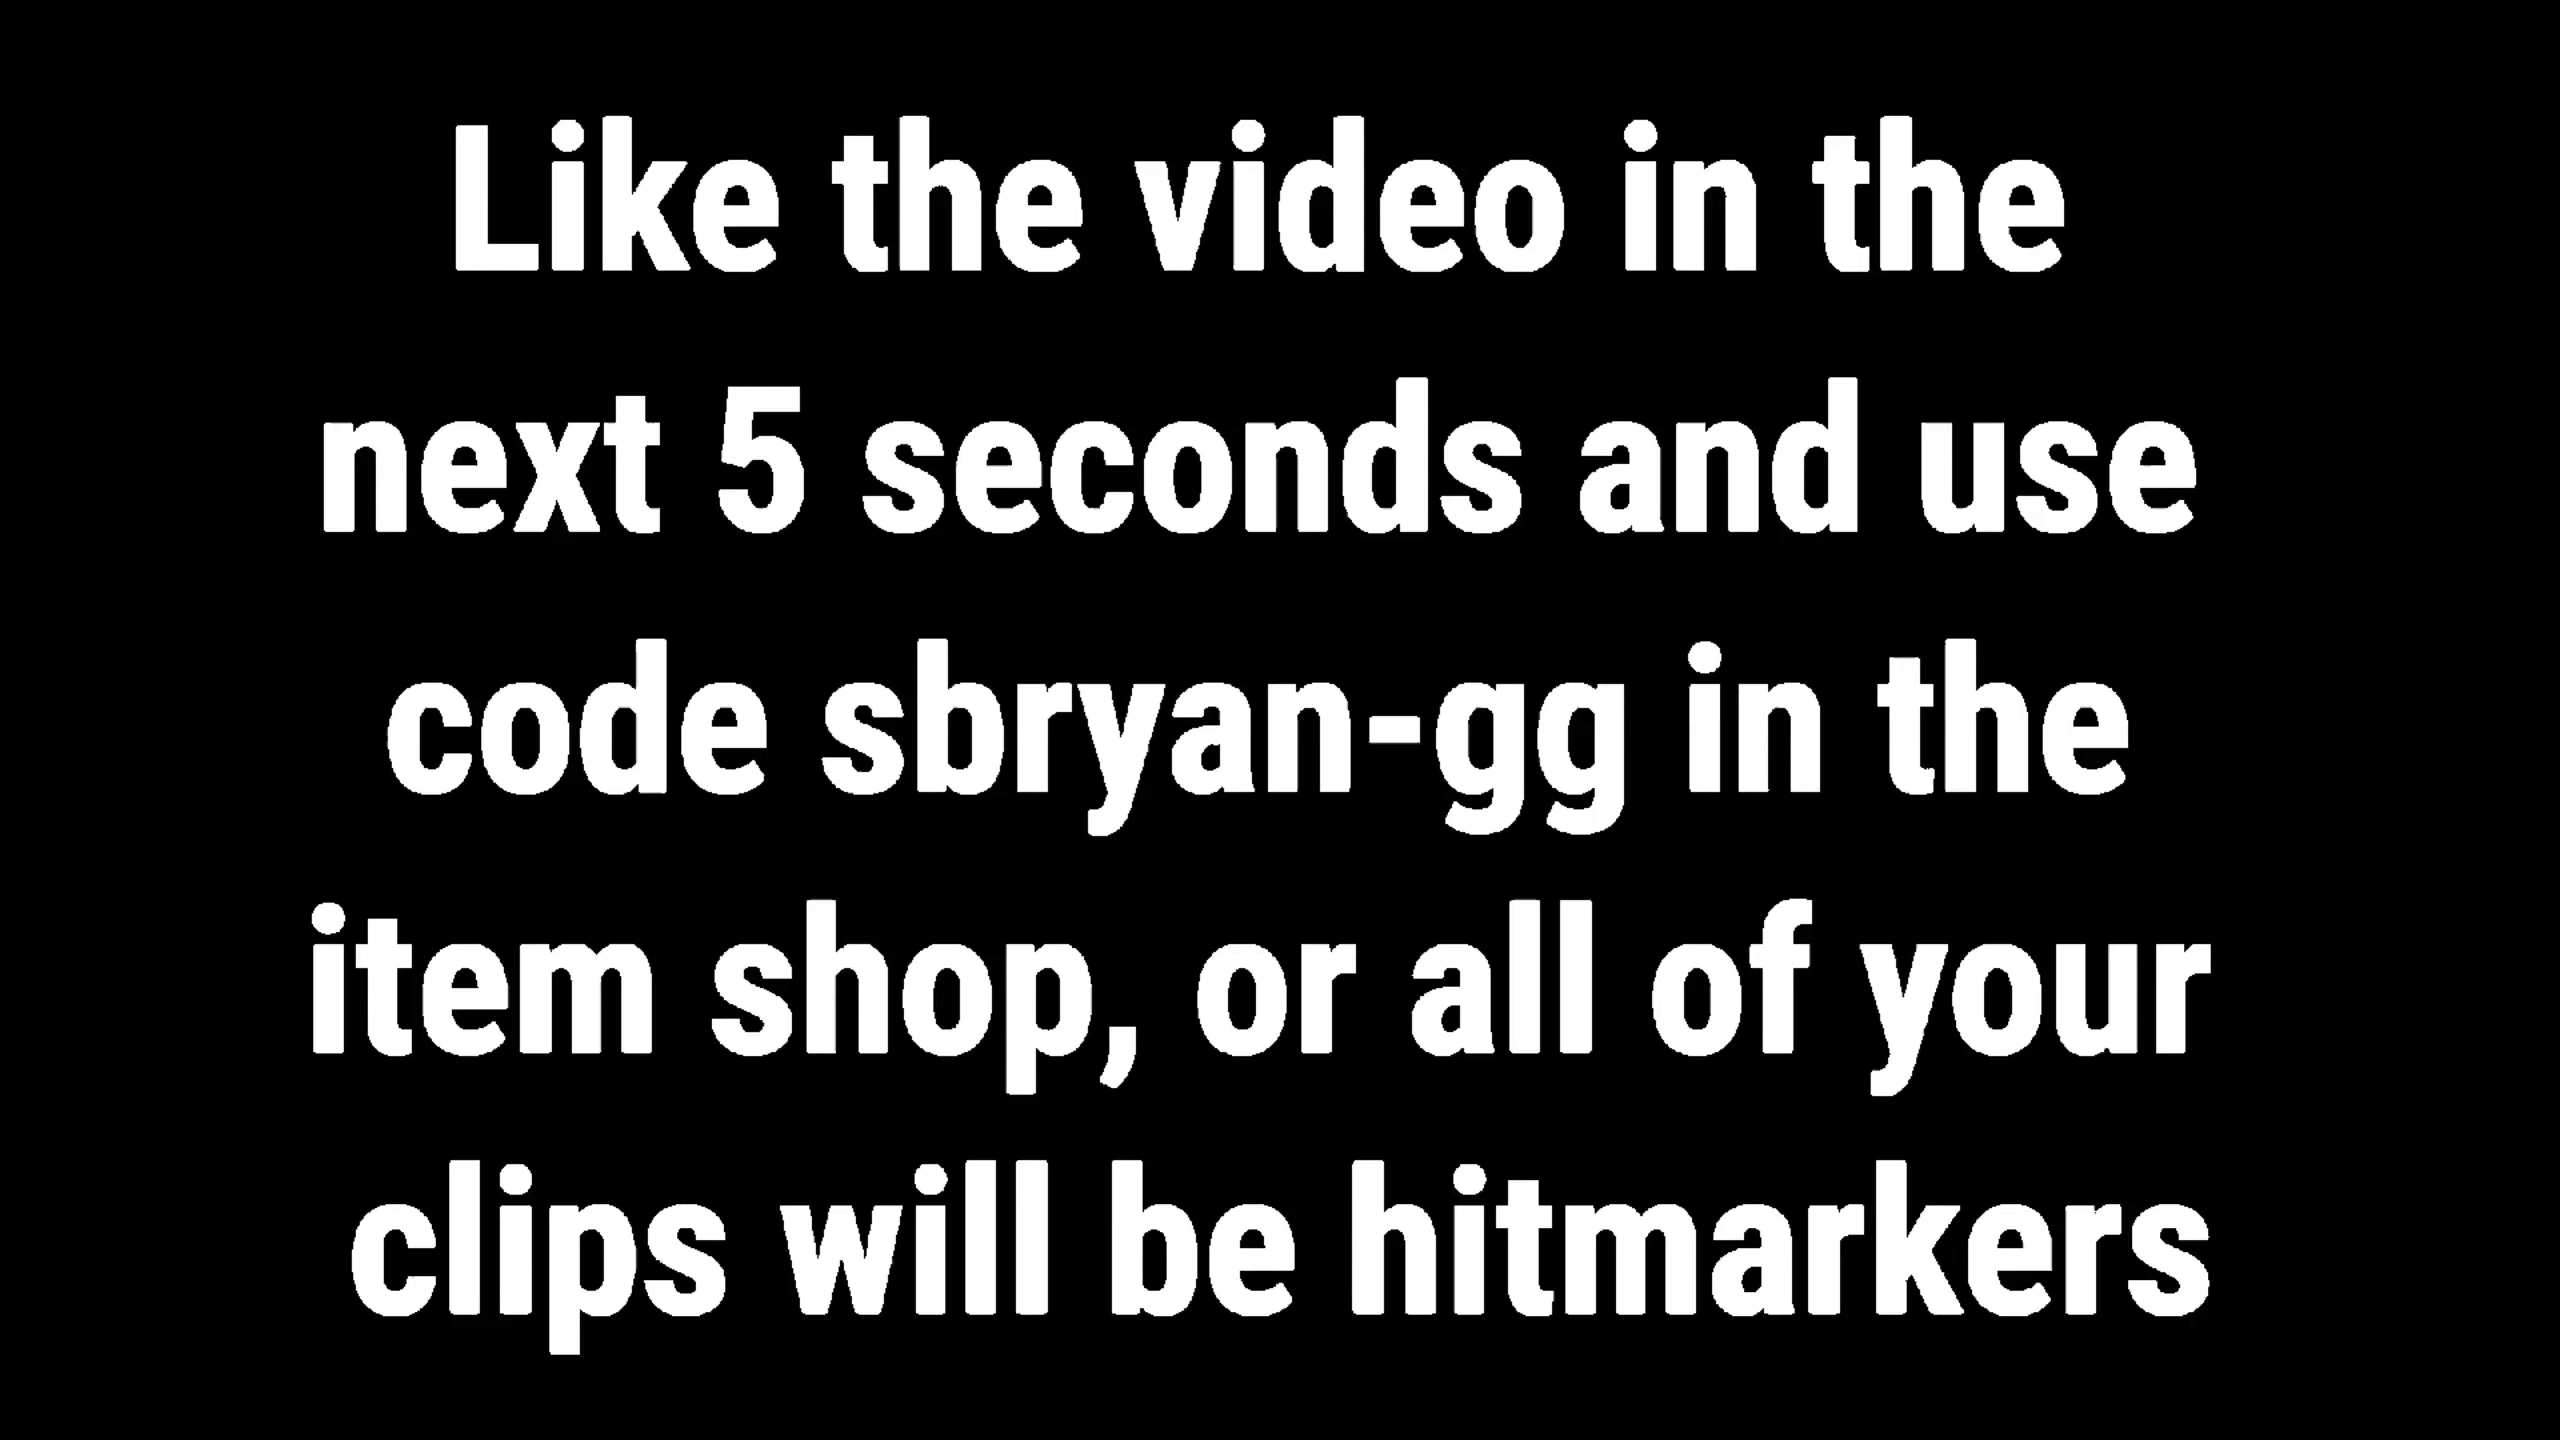 Like the video in the
next 5 seconds and use
code sbryan-gg in the
item shop, or all of your
clips will be hitmarkers